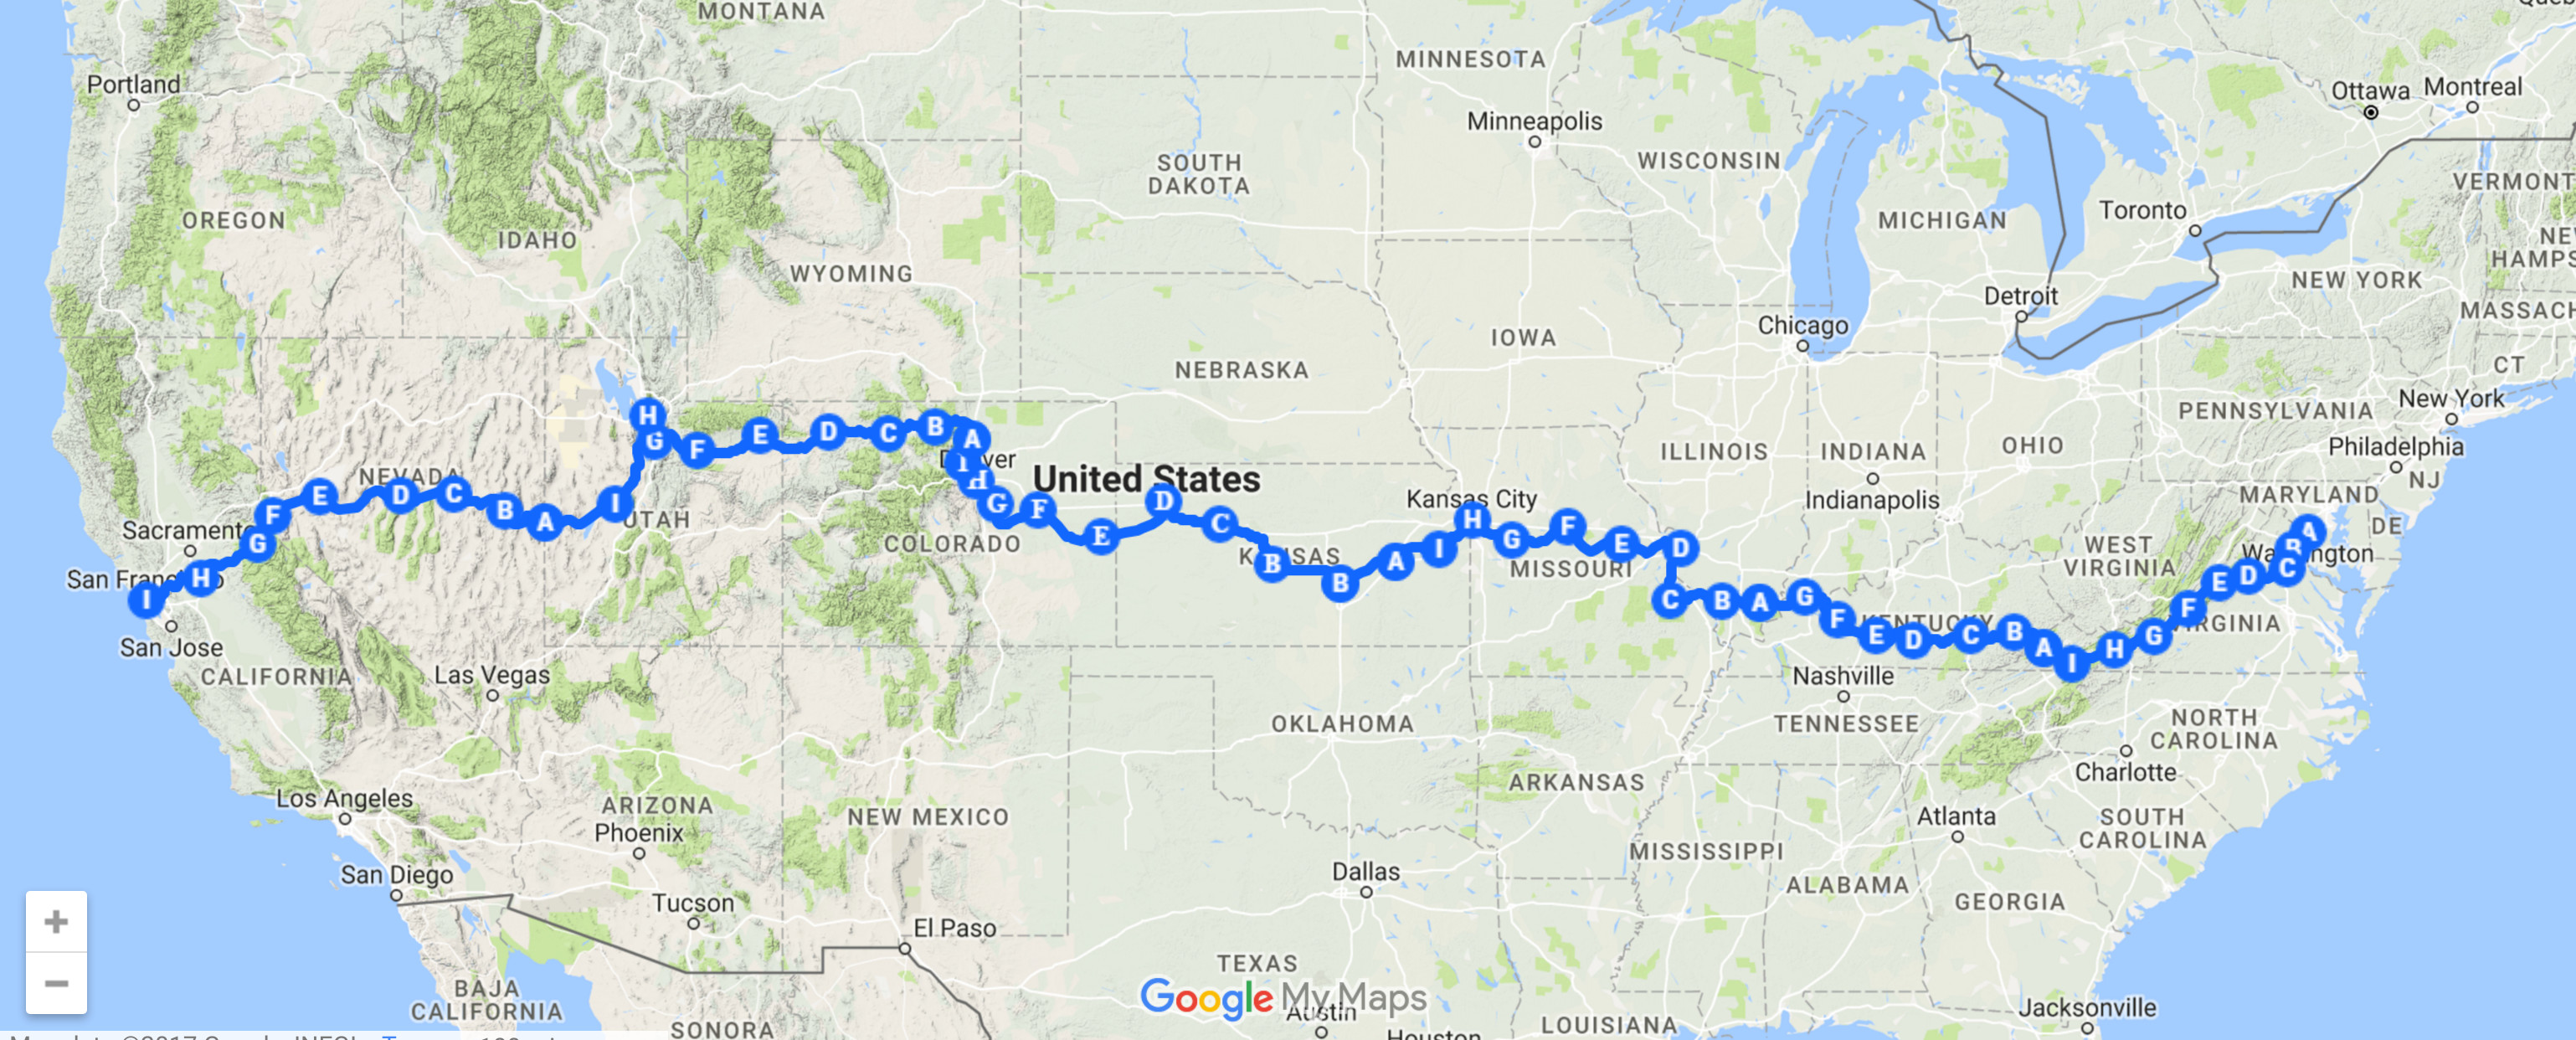 MONTANA
Portland
MINNESOTA
Minneapolis
Ottawa
Montreal
SOUTH
DAKOTA
WISCONSIN
VERMONT
OREGON
IDAHO
MICHIGAN
Toronto
WYOMING
NEW YORK
Detroit
Chicago
IOWA
NEBRASKA
CT
PENNSYLVANIA
New York
ILLINOIS
INDIANA
OHIO
Philadelphia
NJ
H
G
F
E
D
C
B
A
I
H
United States
Indianapolis
MARYLAND
DE
NEVADA
Kansas City
Sacramento
UTAH
COLORADO
KANSAS
MISSOURI
WEST
VIRGINIA
Washington
San Francisco
I
H
G
F
E
D
C
B
A
I
G
F
E
D
C
B
B
A
I
H
G
F
E
D
C
B
A
G
F
E
D
C
B
A
I
H
G
F
E
D
C
B
A
San Jose
KENTUCKY
VIRGINIA
CALIFORNIA
Las Vegas
Nashville
OKLAHOMA
TENNESSEE
NORTH
CAROLINA
ARKANSAS
Charlotte
Los Angeles
ARIZONA
Phoenix
NEW MEXICO
Atlanta
SOUTH
CAROLINA
MISSISSIPPI
San Diego
Dallas
ALABAMA
GEORGIA
Tucson
El Paso
TEXAS
BAJA
CALIFORNIA
Google My Maps
Austin
Jacksonville
SONORA
LOUISIANA
Houston
+
−